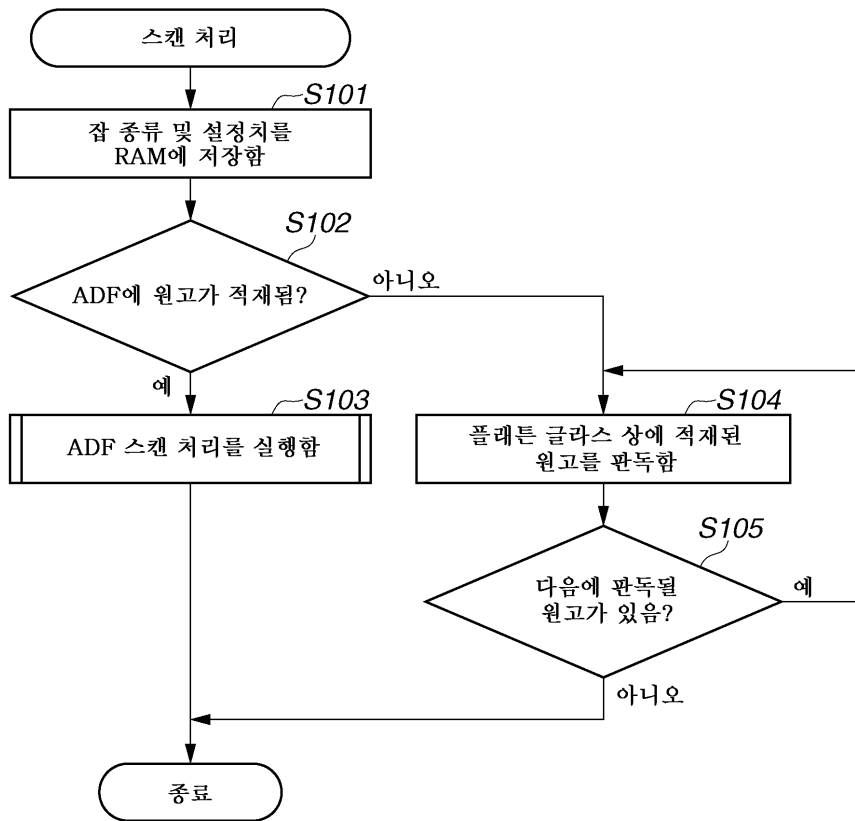 스캔 처리
S101
잡 종류 및 설정치를
RAM에 저장함
S102
ADF에 원고가 적재됨?
아니오
예
S103
ADF 스캔 처리를 실행함
S104
플래튼 글라스 상에 적재된
원고를 판독함
S105
다음에 판독될
원고가 있음?
예
아니오
종료